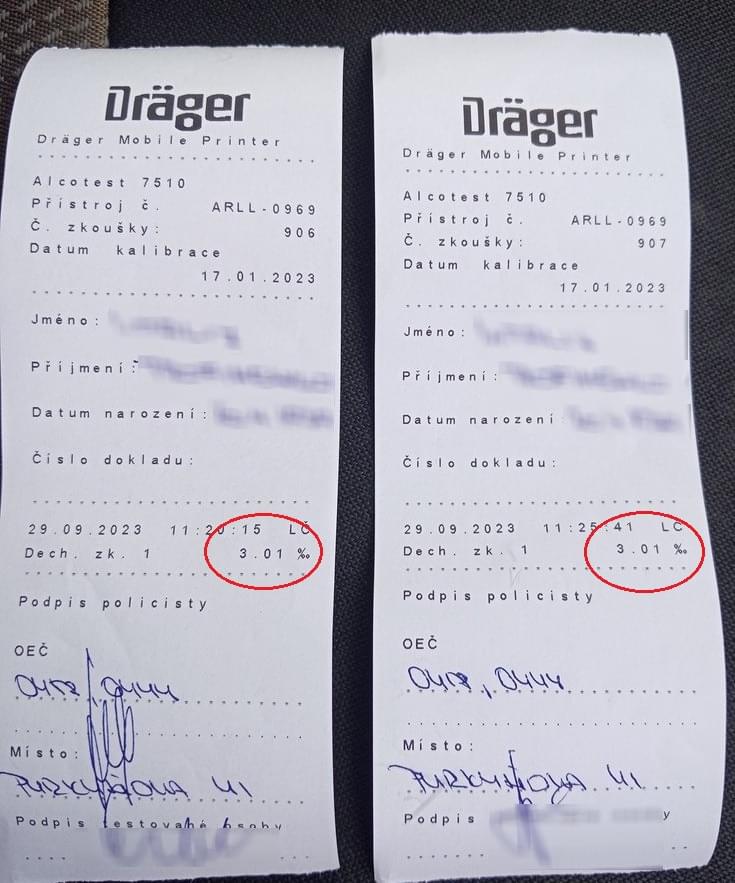 Dräger
Dräger Mobile Printer
Alcotest 7510
Přístroj č. ARLL-0969
Č. zkoušky: 906
Datum kalibrace
17.01.2023
Jméno:
Příjmení:
Datum narození:
Číslo dokladu:
29.09.2023 11:20:15 LČ
Dech. zk. 1 3.01 ‰
Podpis policisty
OEČ
Místo:
41
Podpis testované osoby
Dräger
Dräger Mobile Printer
Alcotest 7510
Přístroj č. ARLL-0969
Č. zkoušky: 907
Datum kalibrace
17.01.2023
Jméno:
Příjmení:
Datum narození
Číslo dokladu:
29.09.2023 11:25:41 LČ
Dech. zk. 1 3.01 ‰
Podpis policisty
OEČ
Místo:
41
Podpis y